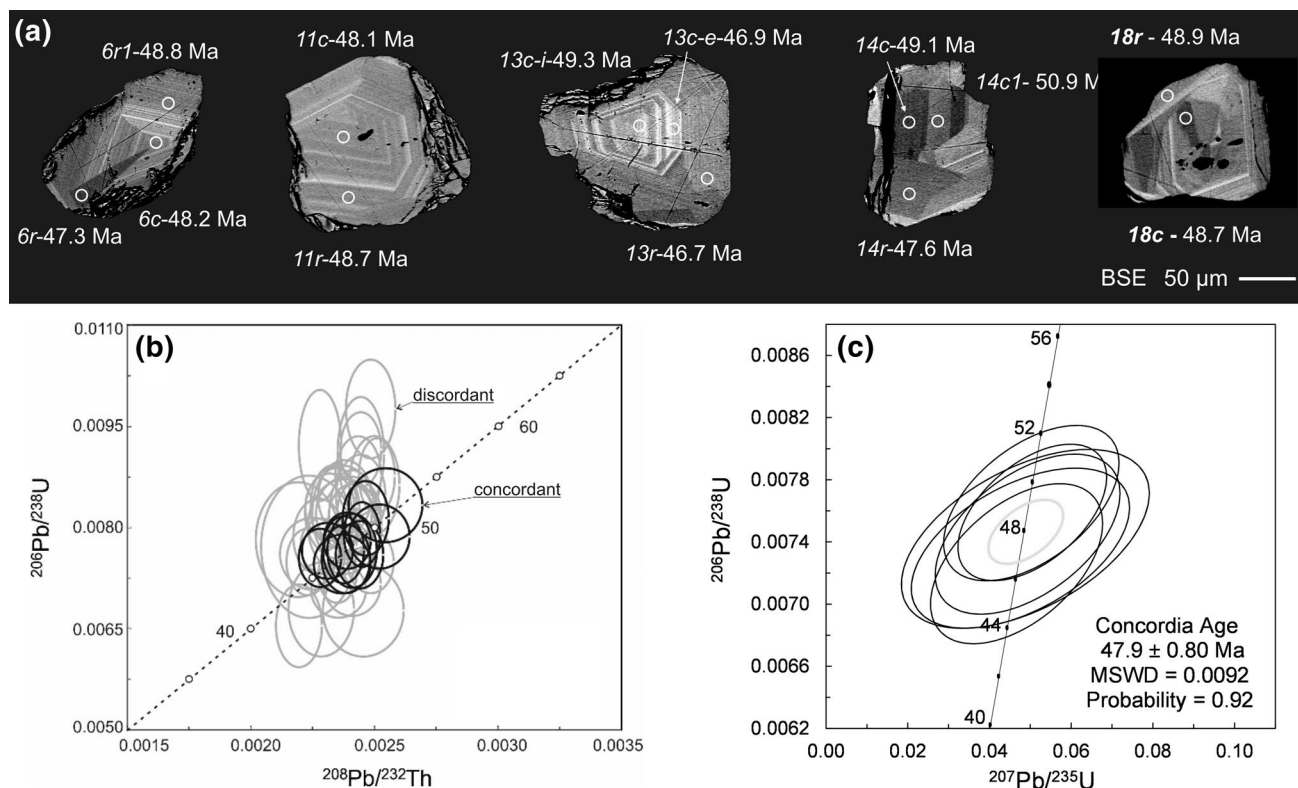 (a)
6r1-48.8 Ma
11c-48.1 Ma
13c-i-49.3 Ma
13c-e-46.9 Ma
14c-49.1 Ma
14c1- 50.9 M
18r - 48.9 Ma
6r-47.3 Ma
6c-48.2 Ma
11r-48.7 Ma
13r-46.7 Ma
14r-47.6 Ma
18c - 48.7 Ma
BSE 50 µm
(b)
0.0110
0.0095
0.0080
0.0065
0.0050
206Pb/238U
discordant
concordant
60
50
40
0.0015
0.0020
0.0025
0.0030
0.0035
208Pb/232Th
(c)
0.0086
0.0082
0.0078
0.0074
0.0070
0.0066
0.0062
206Pb/238U
56
52
48
44
40
Concordia Age
47.9 ± 0.80 Ma
MSWD = 0.0092
Probability = 0.92
0.00
0.02
0.04
0.06
0.08
0.10
207Pb/235U